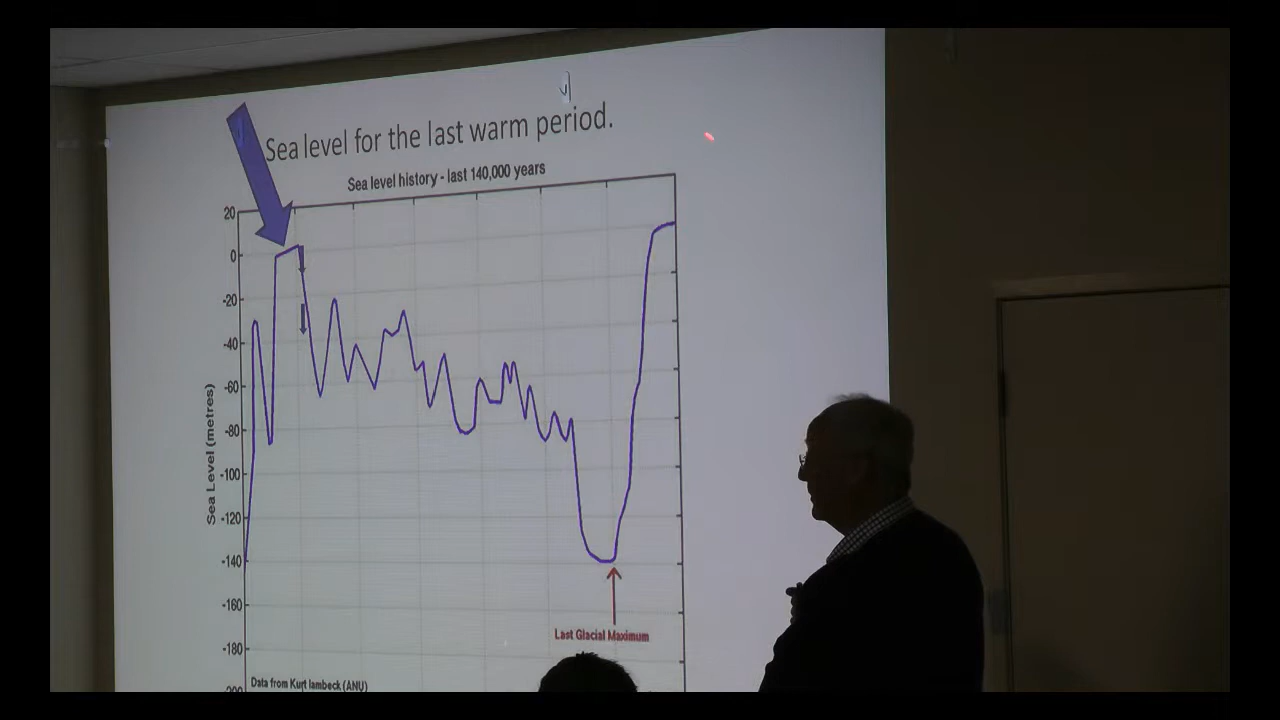 Sea level for the last warm period.
Sea level history - last 140,000 years
20
0
-20
-40
-60
-80
-100
-120
-140
-160
-180
Sea Level (metres)
Last Glacial Maximum
Data from Kurt lambeck (ANU)